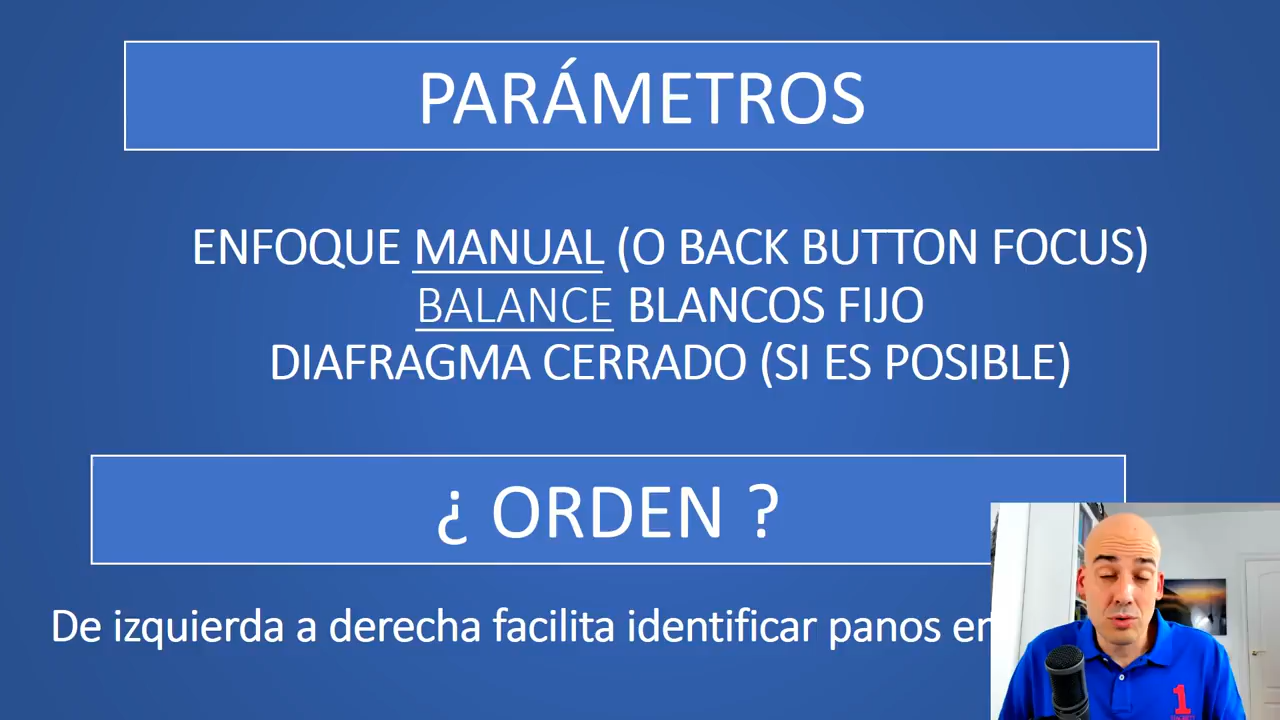 PARÁMETROS
ENFOQUE MANUAL (O BACK BUTTON FOCUS)
BALANCE BLANCOS FIJO
DIAFRAGMA CERRADO (SI ES POSIBLE)
¿ ORDEN ?
De izquierda a derecha facilita identificar panos en
1